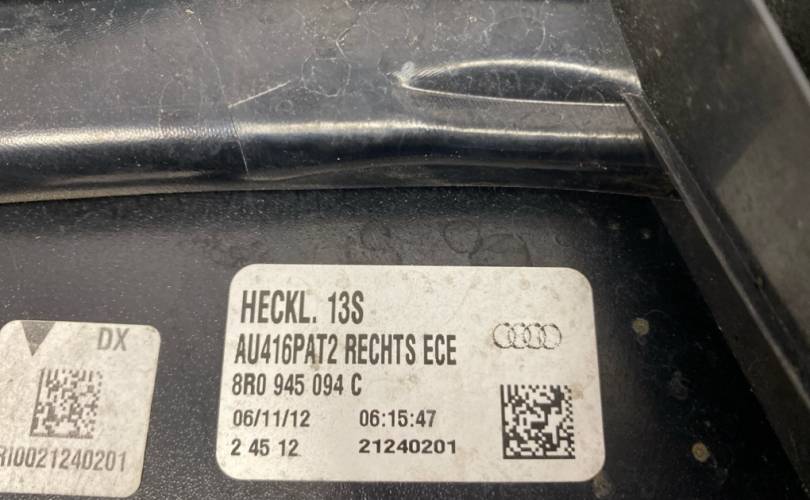 HECKL. 13S
AU416PAT2 RECHTS ECE
8R0 945 094 C
06/11/12 06:15:47
2 45 12 21240201
DX
RI0021240201